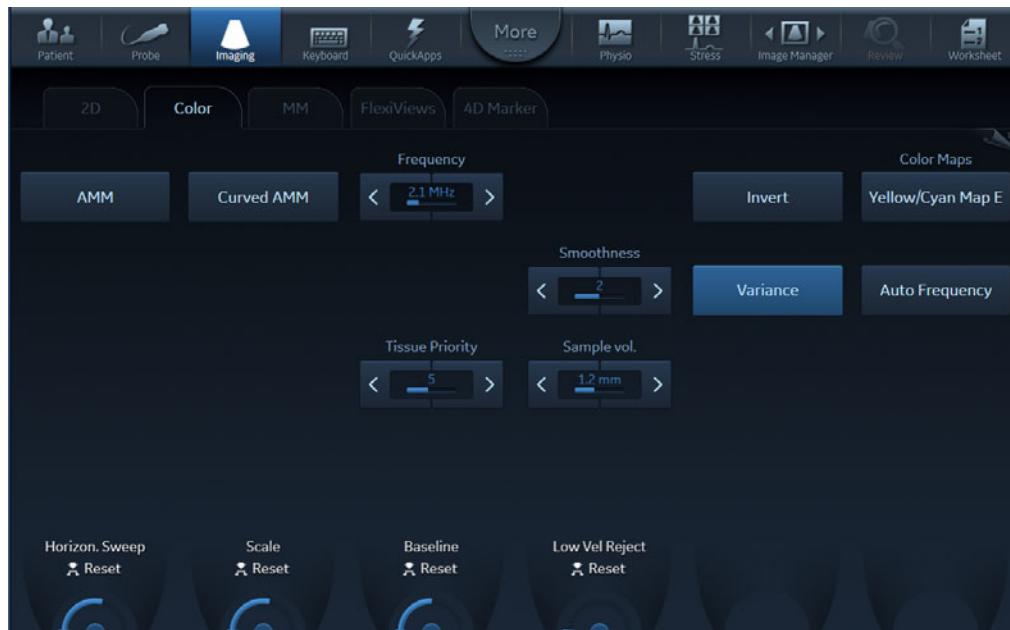 Patient
Probe
Imaging
Keyboard
QuickApps
More
Physio
Stress
Image Manager
Review
Worksheet
2D
Color
MM
FlexiViews
4D Marker
Frequency
Color Maps
AMM
Curved AMM
2.1 MHz
Invert
Yellow/Cyan Map E
Smoothness
2
Variance
Auto Frequency
Tissue Priority
Sample vol.
5
1.2 mm
Horizon. Sweep
Scale
Baseline
Low Vel Reject
Reset
Reset
Reset
Reset